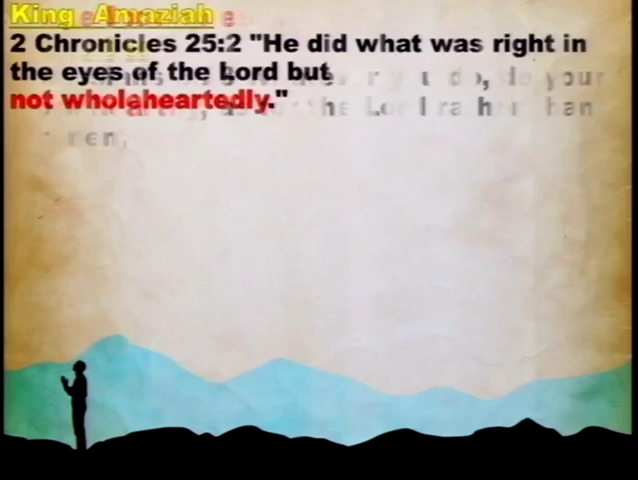 King Amaziah
2 Chronicles 25:2 "He did what was right in
the eyes of the Lord but
not wholeheartedly."